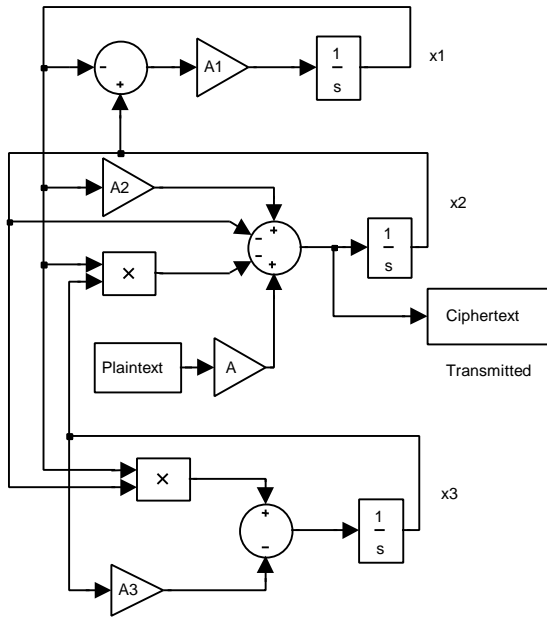 x1
-
+
A1
1
s
A2
x2
+
-
-
+
1
s
×
Ciphertext
Plaintext
A
Transmitted
×
x3
+
-
1
s
A3